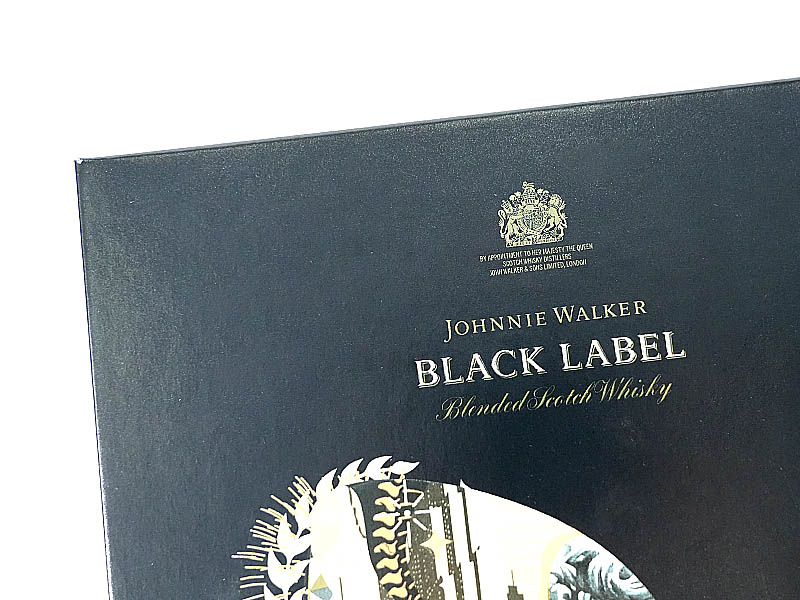 BY APPOINTMENT TO HER MAJESTY THE QUEEN
SCOTCH WHISKY DISTILLERS
JOHN WALKER & SONS LIMITED, LONDON
JOHNNIE WALKER
BLACK LABEL
Blended Scotch Whisky